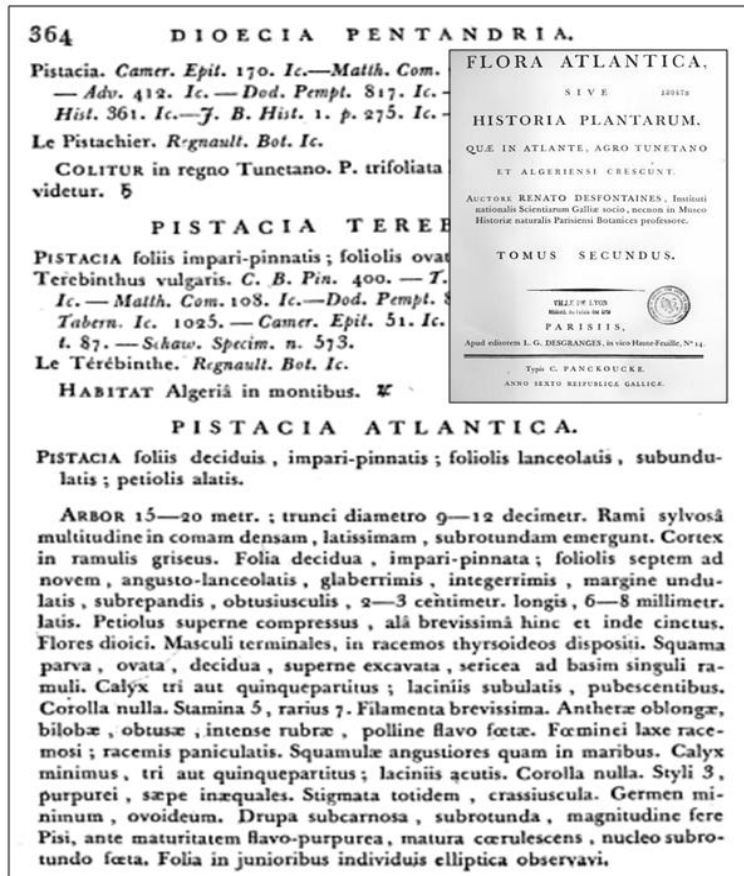 364 DIOECIA PENTANDRIA.
Pistacia. Camer. Epit. 170. Ic.—Matth. Com.
— Adv. 412. Ic. — Dod. Pempt. 817. Ic.
Hist. 361. Ic.—J. B. Hist. 1. p. 275. Ic.
Le Pistachier. Regnault. Bot. Ic.
COLITUR in regno Tunetano. P. trifoliata
videtur. ♄
PISTACIA TEREB
PISTACIA foliis impari-pinnatis ; foliolis ovat
Terebinthus vulgaris. C. B. Pin. 400. — T.
Ic. — Matth. Com. 108. Ic.—Dod. Pempt.
Tabern. Ic. 1025. — Camer. Epit. 51. Ic.
t. 87. — Schaw. Specim. n. 573.
Le Térébinthe. Regnault. Bot. Ic.
HABITAT Algeriâ in montibus. ♄
FLORA ATLANTICA,
SIVE
HISTORIA PLANTARUM.
QUÆ IN ATLANTE, AGRO TUNETANO
ET ALGERIENSI CRESCUNT.
AUCTORE RENATO DESFONTAINES, Instituti
nationalis Scientiarum Galliæ socio, necnon in Museo
Historiæ naturalis Parisiensi Botanices professore.
TOMUS SECUNDUS.
VILLE DE LYON
PARISIIS,
Apud editorem L. G. DESGRANGES, in vico Haute-Feuille, N° 14.
Typis C. PANCKOUCKE.
ANNO SEXTO REIPUBLICÆ GALLICÆ.
PISTACIA ATLANTICA.
PISTACIA foliis deciduis , impari-pinnatis ; foliolis lanceolatis , subundu-
latis ; petiolis alatis.
ARBOR 15—20 metr. ; trunci diametro 9—12 decimetr. Rami sylvosâ
multitudine in comam densam , latissimam , subrotundam emergunt. Cortex
in ramulis griseus. Folia decidua , impari-pinnata ; foliolis septem ad
novem , angusto-lanceolatis , glaberrimis , integerrimis , margine undu-
latis , subrepandis , obtusiusculis , 2—3 centimetr. longis , 6—8 millimetr.
latis. Petiolus superne compressus , alâ brevissimâ hinc et inde cinctus.
Flores dioici. Masculi terminales, in racemos thyrsoideos dispositi. Squama
parva , ovata , decidua , superne excavata , sericea ad basim singuli ra-
muli. Calyx tri aut quinquepartitus ; laciniis subulatis , pubescentibus.
Corolla nulla. Stamina 5 , rarius 7. Filamenta brevissima. Antheræ oblongæ,
bilobæ , obtusæ , intense rubræ , polline flavo fœtæ. Fœminei laxe race-
mosi ; racemis paniculatis. Squamulæ angustiores quam in maribus. Calyx
minimus , tri aut quinquepartitus ; laciniis acutis. Corolla nulla. Styli 3 ,
purpurei , sæpe inæquales. Stigmata totidem , crassiuscula. Germen mi-
nimum , ovoideum. Drupa subcarnosa , subrotunda , magnitudine fere
Pisi, ante maturitatem flavo-purpurea , matura cœrulescens , nucleo subro-
tundo fœta. Folia in junioribus individuis elliptica observavi.